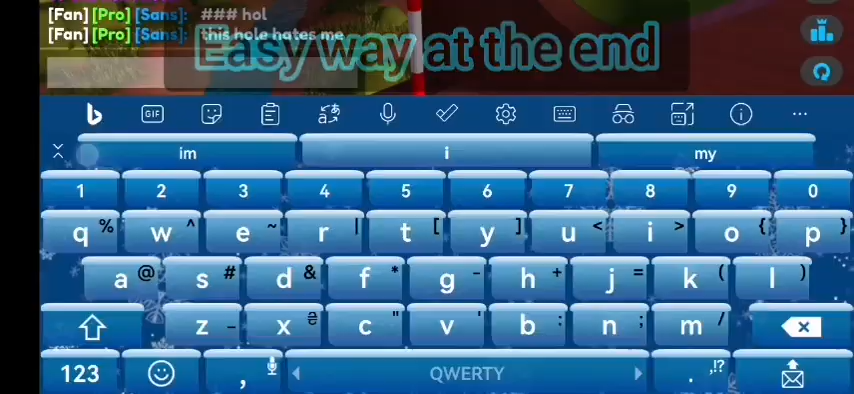 [Fan] [Pro] [Sans]: ### hol
[Fan] [Pro] [Sans]: this hole hates me
Easy way at the end
GIF
im i my
1 2 3 4 5 6 7 8 9 0
q % w ^ e ~ r | t [ y ] u < i > o { p }
a @ s # d & f * g - h + j = k ( l )
z _ x ₴ c " v ' b : n ; m /
123 , QWERTY . ,!?